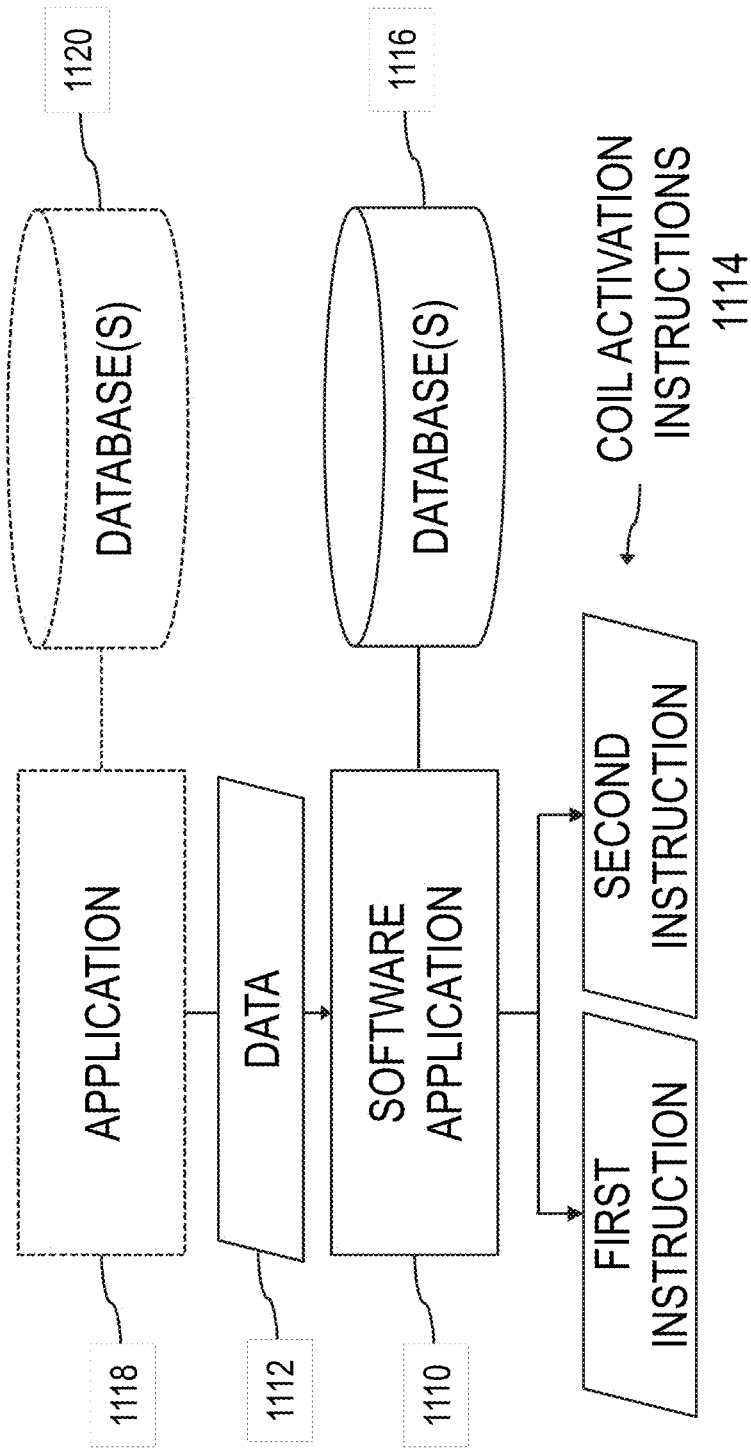 1118
APPLICATION
DATABASE(S)
1120
1112
DATA
1110
SOFTWARE
APPLICATION
DATABASE(S)
1116
FIRST
INSTRUCTION
SECOND
INSTRUCTION
COIL ACTIVATION
INSTRUCTIONS
1114